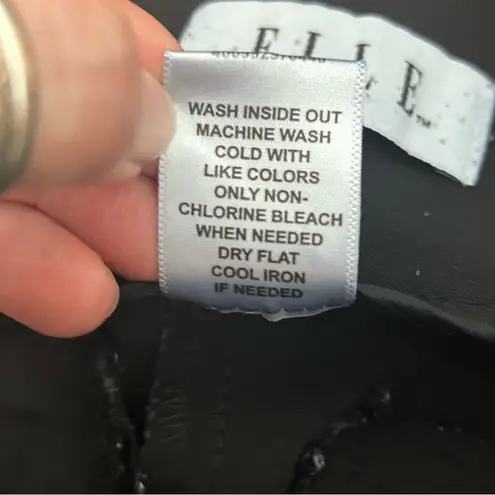 ELLE™
WASH INSIDE OUT
MACHINE WASH
COLD WITH
LIKE COLORS
ONLY NON-
CHLORINE BLEACH
WHEN NEEDED
DRY FLAT
COOL IRON
IF NEEDED